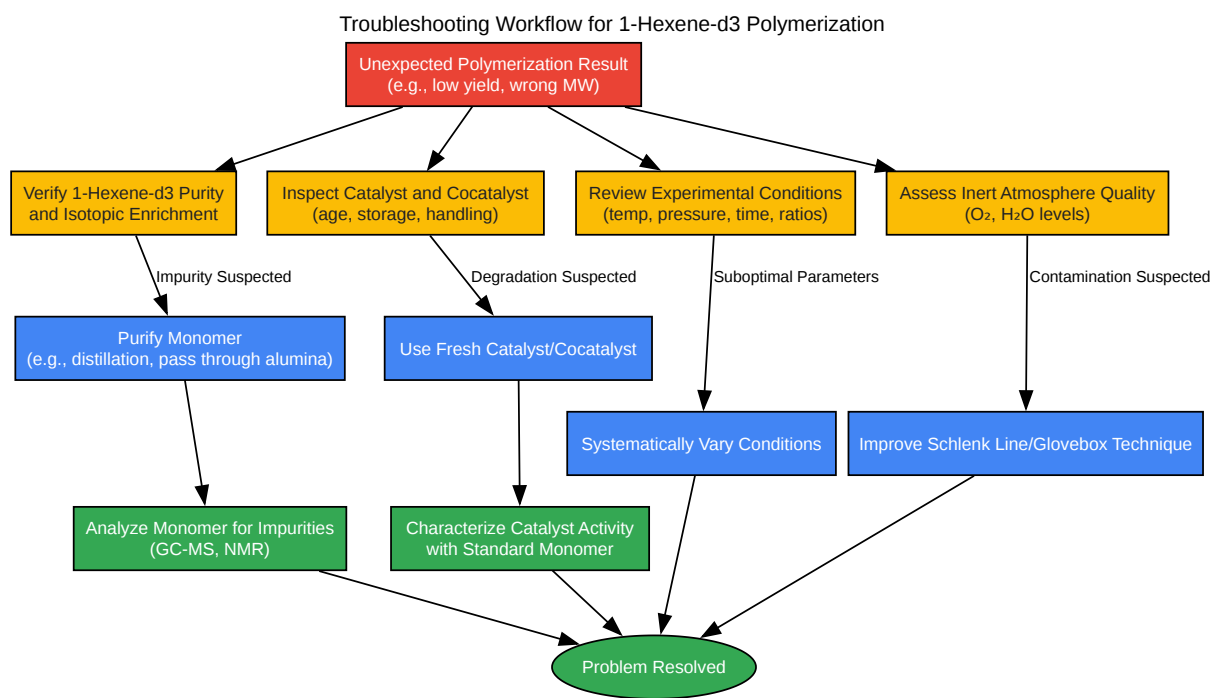 Troubleshooting Workflow for 1-Hexene-d3 Polymerization
Unexpected Polymerization Result
(e.g., low yield, wrong MW)
Verify 1-Hexene-d3 Purity
and Isotopic Enrichment
Inspect Catalyst and Cocatalyst
(age, storage, handling)
Review Experimental Conditions
(temp, pressure, time, ratios)
Assess Inert Atmosphere Quality
(O₂, H₂O levels)
Impurity Suspected
Degradation Suspected
Suboptimal Parameters
Contamination Suspected
Purify Monomer
(e.g., distillation, pass through alumina)
Use Fresh Catalyst/Cocatalyst
Systematically Vary Conditions
Improve Schlenk Line/Glovebox Technique
Analyze Monomer for Impurities
(GC-MS, NMR)
Characterize Catalyst Activity
with Standard Monomer
Problem Resolved